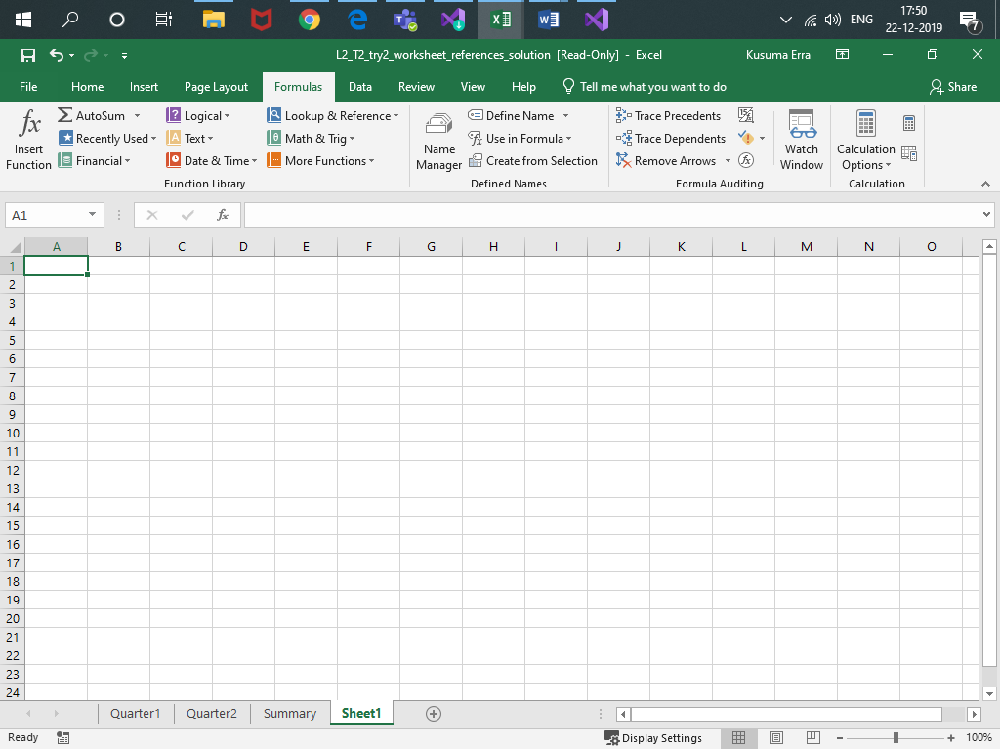 ENG
17:50
22-12-2019
7
L2_T2_try2_worksheet_references_solution [Read-Only] - Excel
Kusuma Erra
File Home Insert Page Layout Formulas Data Review View Help Tell me what you want to do Share
fx Insert Function
AutoSum
Recently Used
Financial
Logical
Text
Date & Time
Lookup & Reference
Math & Trig
More Functions
Function Library
Name Manager
Define Name
Use in Formula
Create from Selection
Defined Names
Trace Precedents
Trace Dependents
Remove Arrows
Formula Auditing
Watch Window
Calculation Options
Calculation
A1
fx
A B C D E F G H I J K L M N O
1
2
3
4
5
6
7
8
9
10
11
12
13
14
15
16
17
18
19
20
21
22
23
24
Quarter1 Quarter2 Summary Sheet1
Ready
Display Settings
100%